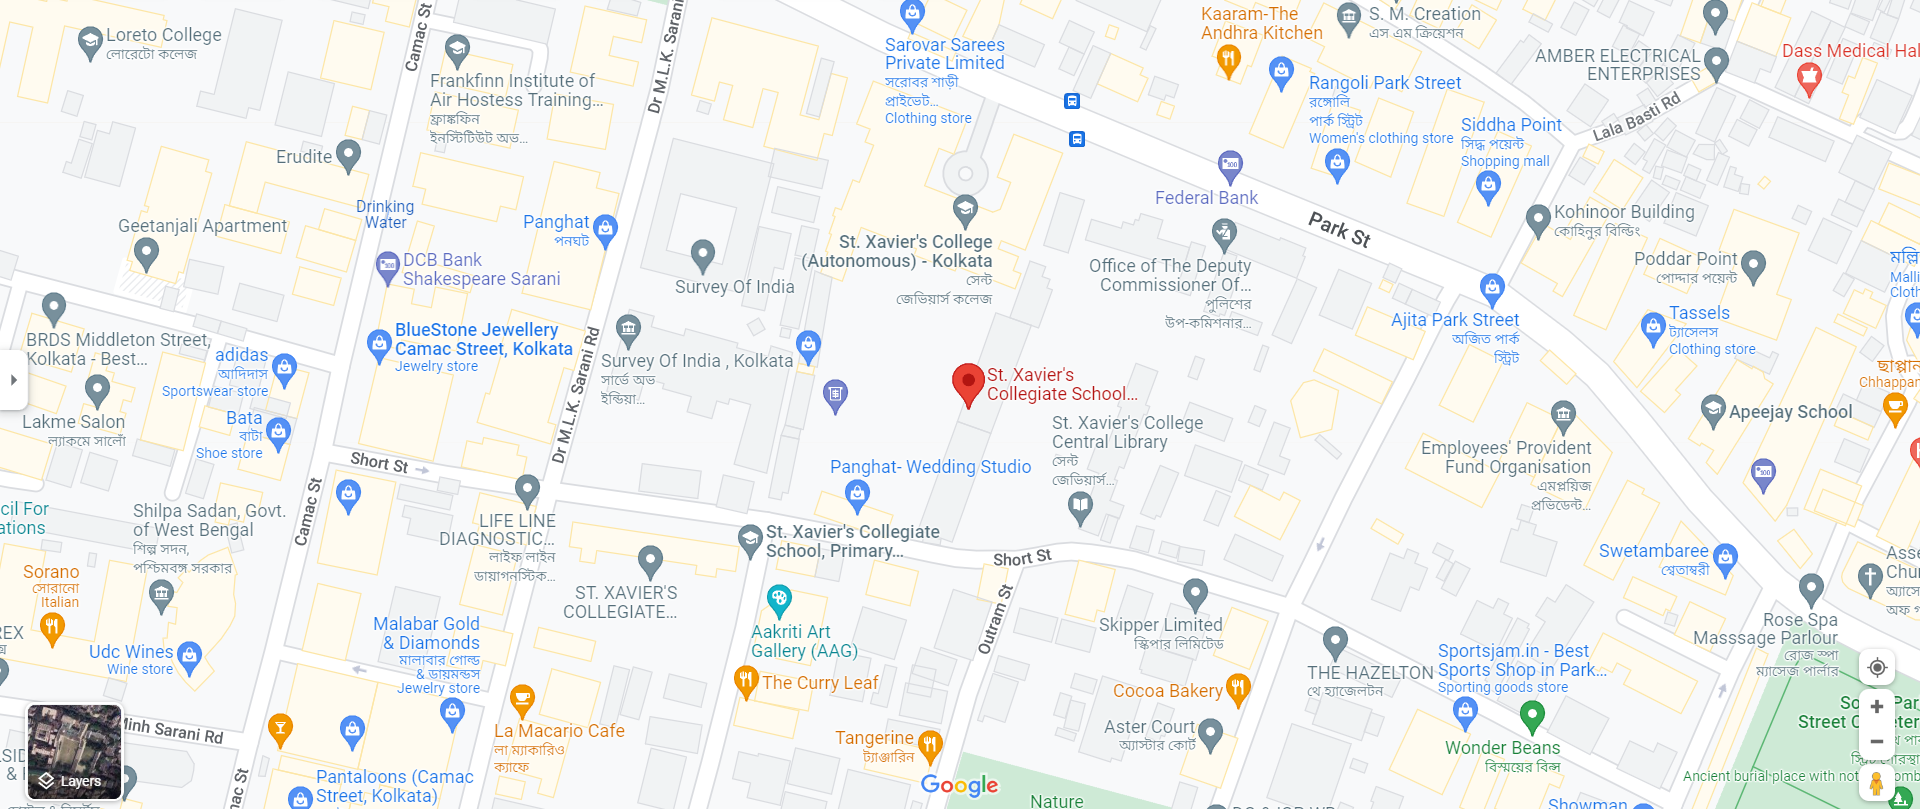 Loreto College
লোরেটো কলেজ
Camac St
Frankfinn Institute of
Air Hostess Training...
ফ্রাঙ্কফিন
ইনস্টিটিউট অভ...
Dr M.L.K. Sarani
Sarovar Sarees
Private Limited
সরোবর শাড়ী
প্রাইভেট...
Clothing store
Kaaram-The
Andhra Kitchen
S. M. Creation
এস এম ক্রিয়েশন
Rangoli Park Street
রঙ্গোলি
পার্ক স্ট্রিট
Women's clothing store
AMBER ELECTRICAL
ENTERPRISES
Dass Medical Hal
Lala Basti Rd
Siddha Point
সিদ্ধ পয়েন্ট
Shopping mall
Erudite
Drinking
Water
Geetanjali Apartment
Panghat
পনঘট
DCB Bank
Shakespeare Sarani
Survey Of India
St. Xavier's College
(Autonomous) - Kolkata
সেন্ট
জেভিয়ার্স কলেজ
Federal Bank
Park St
Office of The Deputy
Commissioner Of...
পুলিশের
উপ-কমিশনার...
Kohinoor Building
কোহিনুর বিল্ডিং
Poddar Point
পোদ্দার পয়েন্ট
মল্লি
Malli
Cloth
BRDS Middleton Street,
Kolkata - Best...
BlueStone Jewellery
Camac Street, Kolkata
Jewelry store
Dr M.L.K. Sarani Rd
Survey Of India , Kolkata
সার্ভে অভ
ইন্ডিয়া...
Ajita Park Street
অজিত পার্ক
স্ট্রিট
Tassels
ট্যাসেলস
Clothing store
adidas
আদিদাস
Sportswear store
Lakme Salon
ল্যাকমে সালোঁ
Bata
বাটা
Shoe store
St. Xavier's
Collegiate School...
St. Xavier's College
Central Library
সেন্ট
জেভিয়ার্স...
ছাপ্পান
Chhappan
Apeejay School
Employees' Provident
Fund Organisation
এমপ্লয়িজ
প্রভিডেন্ট...
Short St
Panghat- Wedding Studio
Camac St
cil For
ations
Shilpa Sadan, Govt.
of West Bengal
শিল্প সদন,
পশ্চিমবঙ্গ সরকার
LIFE LINE
DIAGNOSTIC...
লাইফ লাইন
ডায়াগনস্টিক...
St. Xavier's Collegiate
School, Primary...
Short St
Swetambaree
শ্বেতাম্বরী
Asse
Chur
অ্যাসে
অফ গ
Sorano
সোরানো
Italian
ST. XAVIER'S
COLLEGIATE...
Aakriti Art
Gallery (AAG)
Outram St
Skipper Limited
স্কিপার লিমিটেড
Rose Spa
Masssage Parlour
রোজ স্পা
ম্যাসেজ পার্লার
REX
Udc Wines
Wine store
Malabar Gold
& Diamonds
মালাবার গোল্ড
& ডায়মন্ডস
Jewelry store
The Curry Leaf
Cocoa Bakery
THE HAZELTON
থে হ্যাজেলটন
Sportsjam.in - Best
Sports Shop in Park...
Sporting goods store
Minh Sarani Rd
La Macario Cafe
লা ম্যাকারিও
ক্যাফে
Tangerine
ট্যাঞ্জারিন
Aster Court
অ্যাস্টার কোর্ট
Wonder Beans
বিস্ময়ের বিন্স
Street
Ancient burial place with
Layers
Pantaloons (Camac
Street, Kolkata)
Google
Nature
Showman